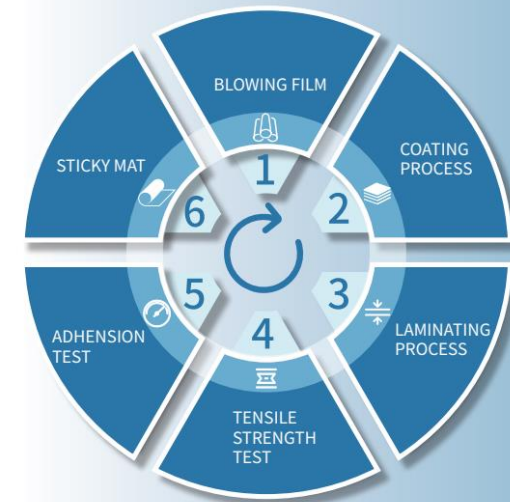 BLOWING FILM
1
COATING
PROCESS
2
LAMINATING
PROCESS
3
TENSILE
STRENGTH
TEST
4
ADHENSION
TEST
5
STICKY MAT
6